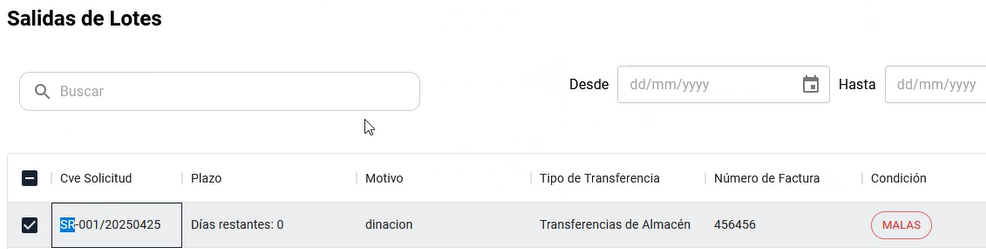 Salidas de Lotes
Buscar
Desde dd/mm/yyyy Hasta dd/mm/yyyy
Cve Solicitud Plazo Motivo Tipo de Transferencia Número de Factura Condición
SR-001/20250425 Días restantes: 0 dinacion Transferencias de Almacén 456456 MALAS